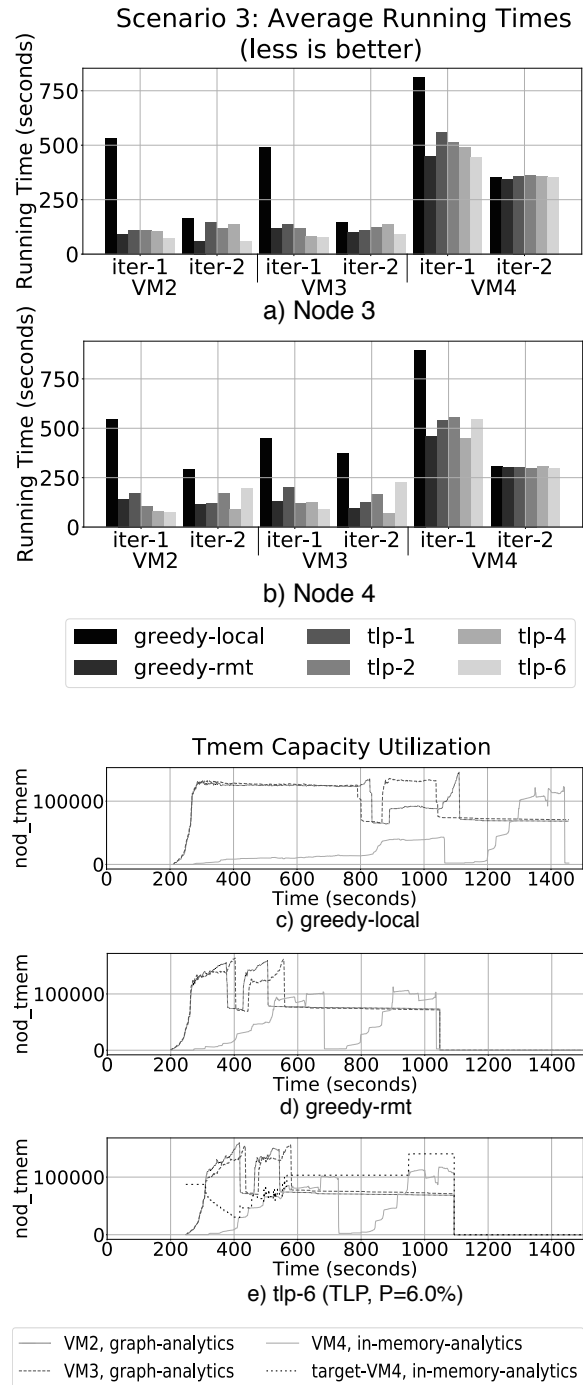 Scenario 3: Average Running Times
(less is better)
Running Time (seconds)
750
500
250
0
iter-1 iter-2 iter-1 iter-2 iter-1 iter-2
VM2 VM3 VM4
a) Node 3
Running Time (seconds)
750
500
250
0
iter-1 iter-2 iter-1 iter-2 iter-1 iter-2
VM2 VM3 VM4
b) Node 4
greedy-local tlp-1 tlp-4
greedy-rmt tlp-2 tlp-6
Tmem Capacity Utilization
nod_tmem
100000
0
0 200 400 600 800 1000 1200 1400
Time (seconds)
c) greedy-local
nod_tmem
100000
0
0 200 400 600 800 1000 1200 1400
Time (seconds)
d) greedy-rmt
nod_tmem
100000
0
0 200 400 600 800 1000 1200 1400
Time (seconds)
e) tlp-6 (TLP, P=6.0%)
VM2, graph-analytics VM4, in-memory-analytics
VM3, graph-analytics target-VM4, in-memory-analytics